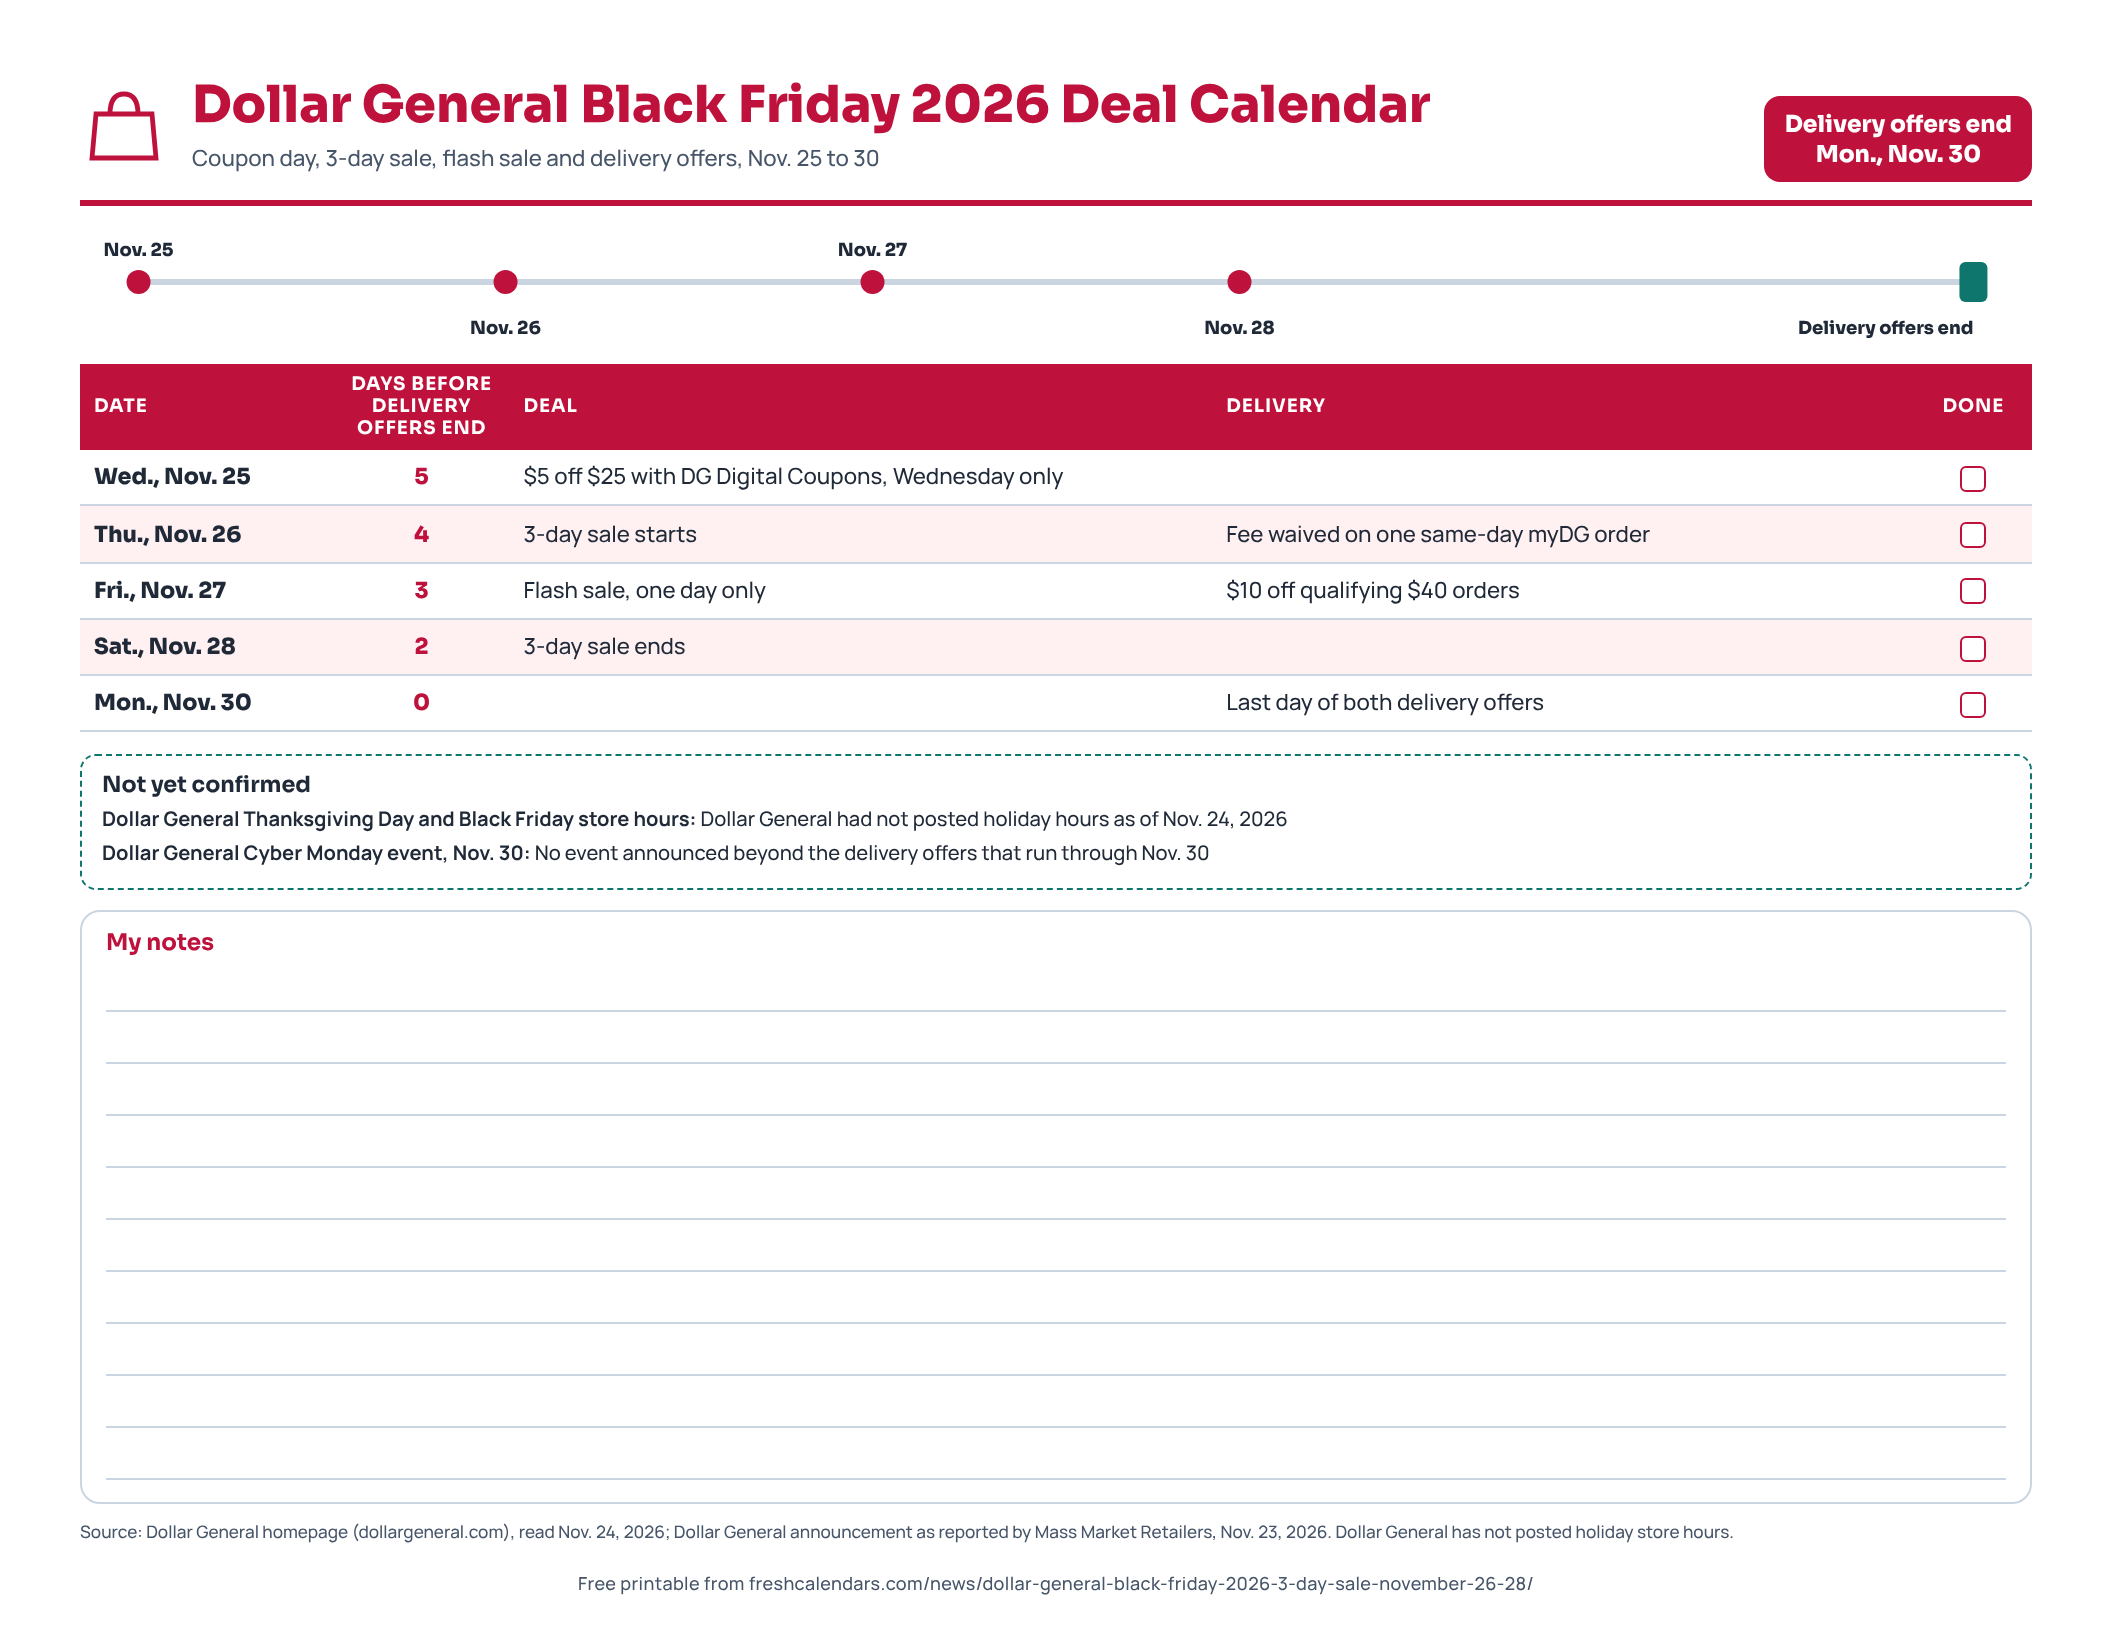 Dollar General Black Friday 2026 Deal Calendar
Coupon day, 3-day sale, flash sale and delivery offers, Nov. 25 to 30
Delivery offers end
Mon., Nov. 30
Nov. 25
Nov. 26
Nov. 27
Nov. 28
Delivery offers end
DATE
DAYS BEFORE
DELIVERY
OFFERS END
DEAL
DELIVERY
DONE
Wed., Nov. 25 5 $5 off $25 with DG Digital Coupons, Wednesday only
Thu., Nov. 26 4 3-day sale starts Fee waived on one same-day myDG order
Fri., Nov. 27 3 Flash sale, one day only $10 off qualifying $40 orders
Sat., Nov. 28 2 3-day sale ends
Mon., Nov. 30 0 Last day of both delivery offers
Not yet confirmed
Dollar General Thanksgiving Day and Black Friday store hours: Dollar General had not posted holiday hours as of Nov. 24, 2026
Dollar General Cyber Monday event, Nov. 30: No event announced beyond the delivery offers that run through Nov. 30
My notes
Source: Dollar General homepage (dollargeneral.com), read Nov. 24, 2026; Dollar General announcement as reported by Mass Market Retailers, Nov. 23, 2026. Dollar General has not posted holiday store hours.
Free printable from freshcalendars.com/news/dollar-general-black-friday-2026-3-day-sale-november-26-28/